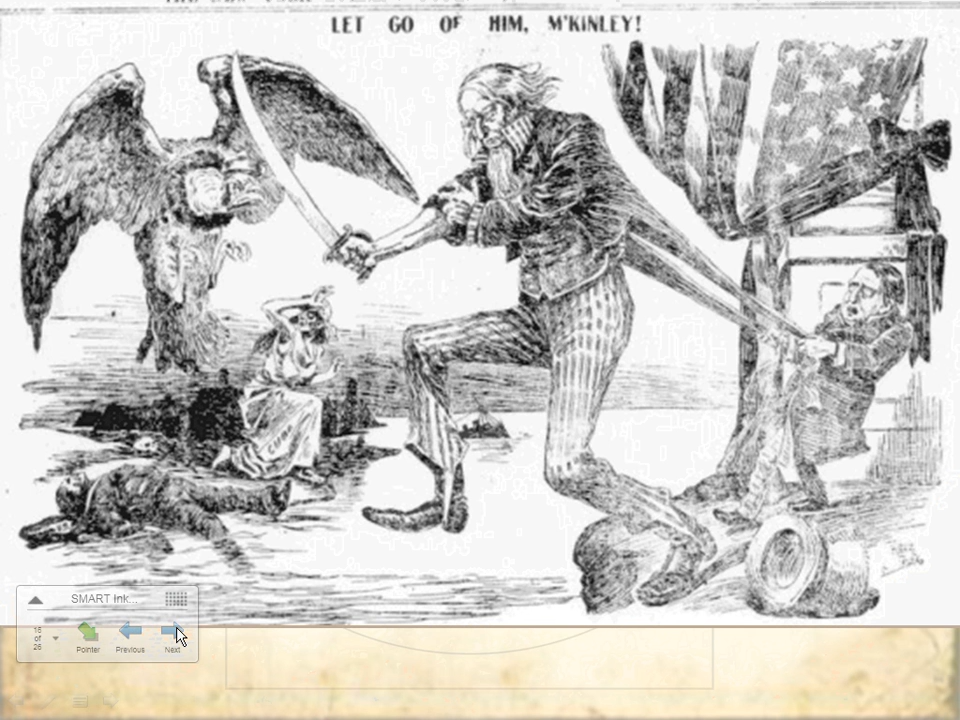 LET GO OF HIM, M'KINLEY!
SMART Ink...
16
of
26
Pointer
Previous
Next